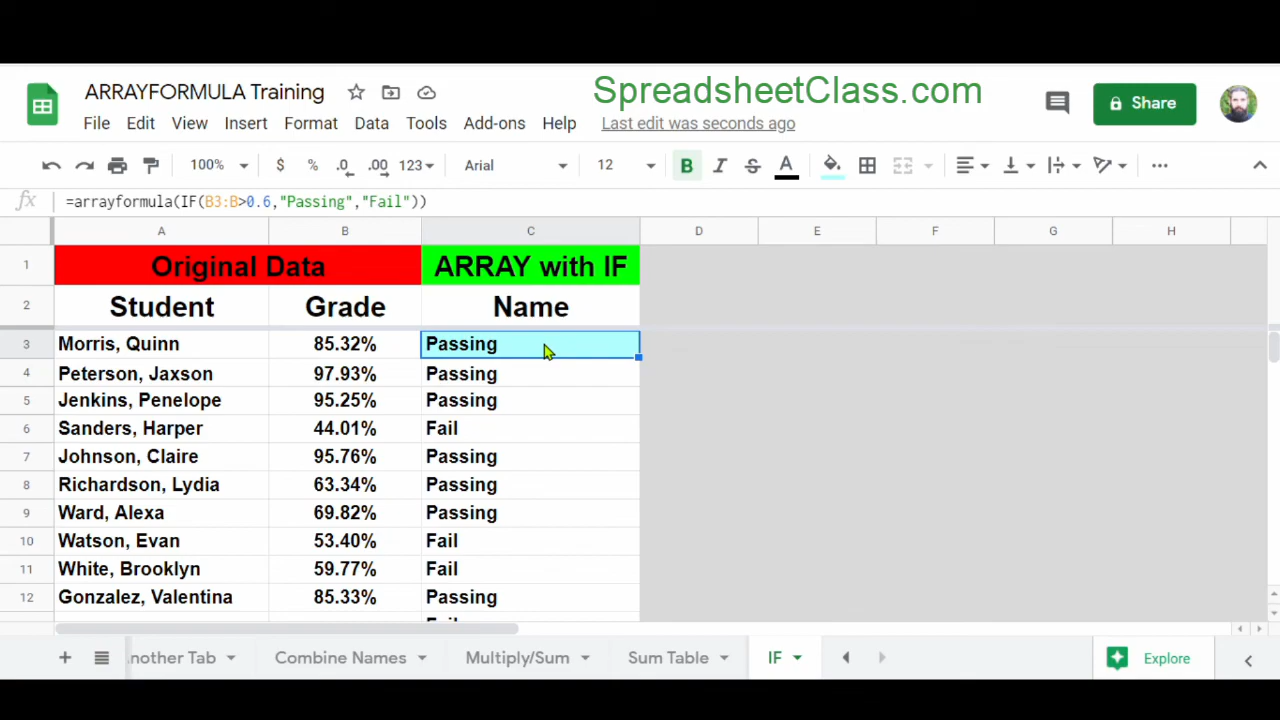 ARRAYFORMULA Training
SpreadsheetClass.com
Share
File Edit View Insert Format Data Tools Add-ons Help Last edit was seconds ago
100% $ % .0 .00 123 Arial 12 B I S A
fx =arrayformula(IF(B3:B>0.6,"Passing","Fail"))
A B C D E F G H
1 Original Data ARRAY with IF
2 Student Grade Name
3 Morris, Quinn 85.32% Passing
4 Peterson, Jaxson 97.93% Passing
5 Jenkins, Penelope 95.25% Passing
6 Sanders, Harper 44.01% Fail
7 Johnson, Claire 95.76% Passing
8 Richardson, Lydia 63.34% Passing
9 Ward, Alexa 69.82% Passing
10 Watson, Evan 53.40% Fail
11 White, Brooklyn 59.77% Fail
12 Gonzalez, Valentina 85.33% Passing
nother Tab Combine Names Multiply/Sum Sum Table IF Explore